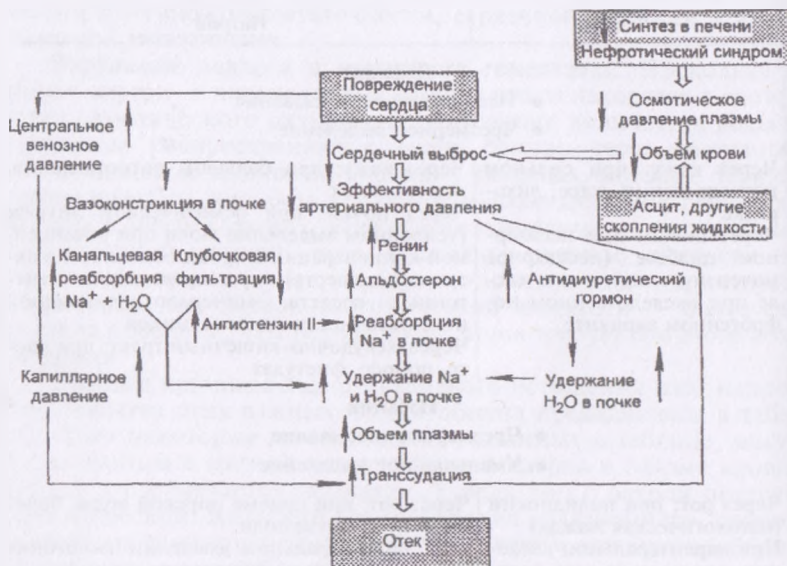 Синтез в печени
Нефротический синдром
Повреждение
сердца
Осмотическое
давление плазмы
Центральное
венозное
давление
Сердечный выброс
Объем крови
Вазоконстрикция в почке
Эффективность
артериального давления
Асцит, другие
скопления жидкости
Канальцевая
реабсорбция
Na⁺ + H₂O
Клубочковая
фильтрация
Ренин
Альдостерон
Антидиуретический
гормон
Ангиотензин II
Реабсорбция
Na⁺ в почке
Капиллярное
давление
Удержание Na⁺
и H₂O в почке
Удержание
H₂O в почке
Объем плазмы
Транссудация
Отек